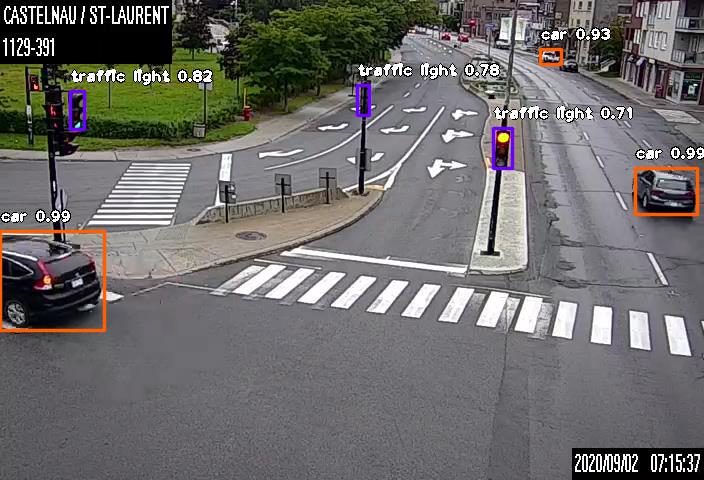 CASTELNAU / ST-LAURENT
1129-391
car 0.93
traffic light 0.82
traffic light 0.78
traffic light 0.71
car 0.99
car 0.99
2020/09/02 07:15:37